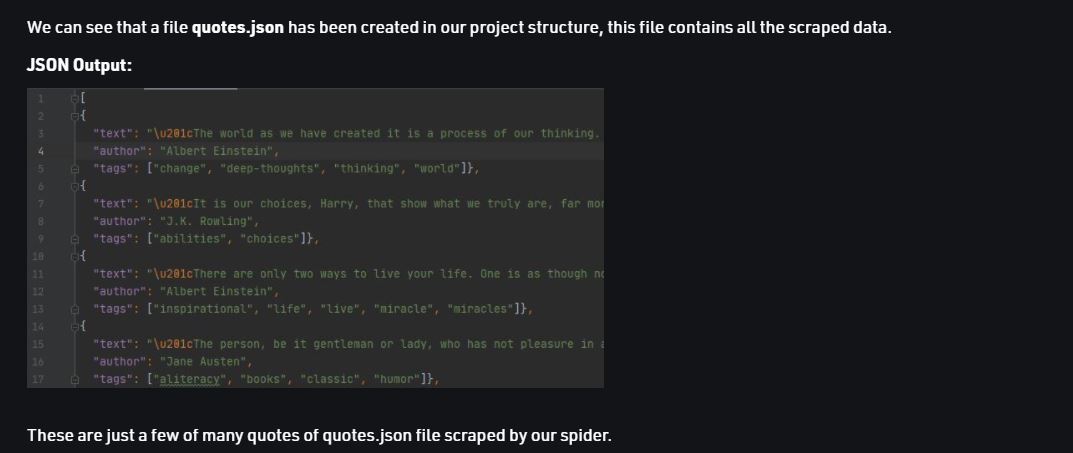 We can see that a file quotes.json has been created in our project structure, this file contains all the scraped data.
JSON Output:
1 [
2 {
3 "text": "\u201cThe world as we have created it is a process of our thinking.
4 "author": "Albert Einstein",
5 "tags": ["change", "deep-thoughts", "thinking", "world"]},
6 {
7 "text": "\u201cIt is our choices, Harry, that show what we truly are, far
8 "author": "J.K. Rowling",
9 "tags": ["abilities", "choices"]},
10 {
11 "text": "\u201cThere are only two ways to live your life. One is as though
12 "author": "Albert Einstein",
13 "tags": ["inspirational", "life", "live", "miracle", "miracles"]},
14 {
15 "text": "\u201cThe person, be it gentleman or lady, who has not pleasure in
16 "author": "Jane Austen",
17 "tags": ["aliteracy", "books", "classic", "humor"]},
These are just a few of many quotes of quotes.json file scraped by our spider.